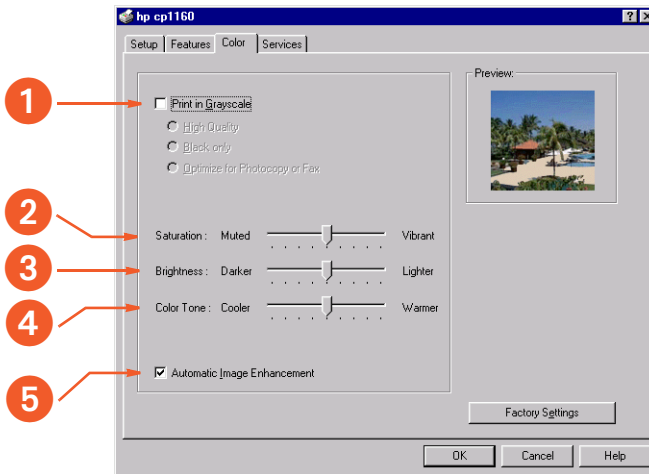 hp cp1160
Setup Features Color Services
Preview:
1 Print in Grayscale
High Quality
Black only
Optimize for Photocopy or Fax
2 Saturation : Muted Vibrant
3 Brightness : Darker Lighter
4 Color Tone : Cooler Warmer
5 Automatic Image Enhancement
Factory Settings
OK Cancel Help